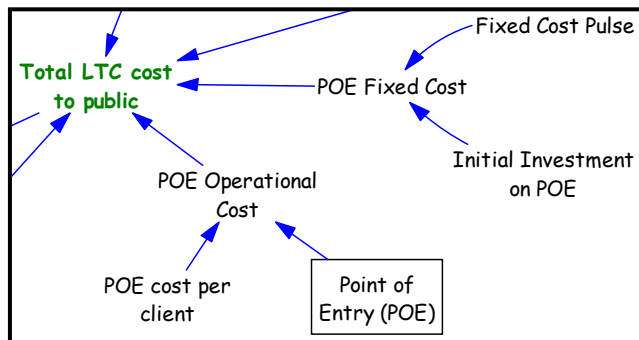 Fixed Cost Pulse
Total LTC cost
to public
POE Fixed Cost
Initial Investment
on POE
POE Operational
Cost
POE cost per
client
Point of
Entry (POE)